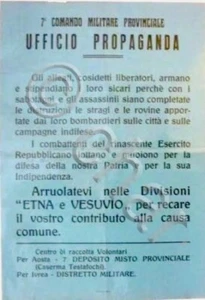 7° COMANDO MILITARE PROVINCIALE
UFFICIO PROPAGANDA
Gli alleati, cosidetti liberatori, armano
e stipendiano i loro sicari perchè con i
sabotaggi e gli assassinii siano completate
le distruzioni, le stragi e le rovine appor-
tate dai loro bombardieri sulle città e sulle
campagne indifese.
I combattenti del rinascente Esercito
Repubblicano lottano e muoiono per la
difesa della nostra Patria e per la sua
Indipendenza.
Arruolatevi nelle Divisioni
"ETNA e VESUVIO„ per recare
il vostro contributo alla causa
comune.
Centro di raccolta Volontari
Per Aosta - 7° DEPOSITO MISTO PROVINCIALE
(Caserma Testafochi).
Per Ivrea - DISTRETTO MILITARE.